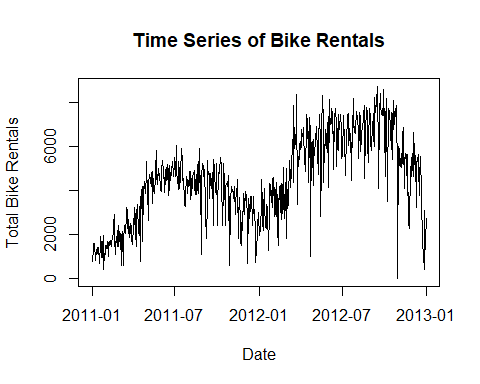 Time Series of Bike Rentals
Total Bike Rentals
6000
2000
0
2011-01 2011-07 2012-01 2012-07 2013-01
Date